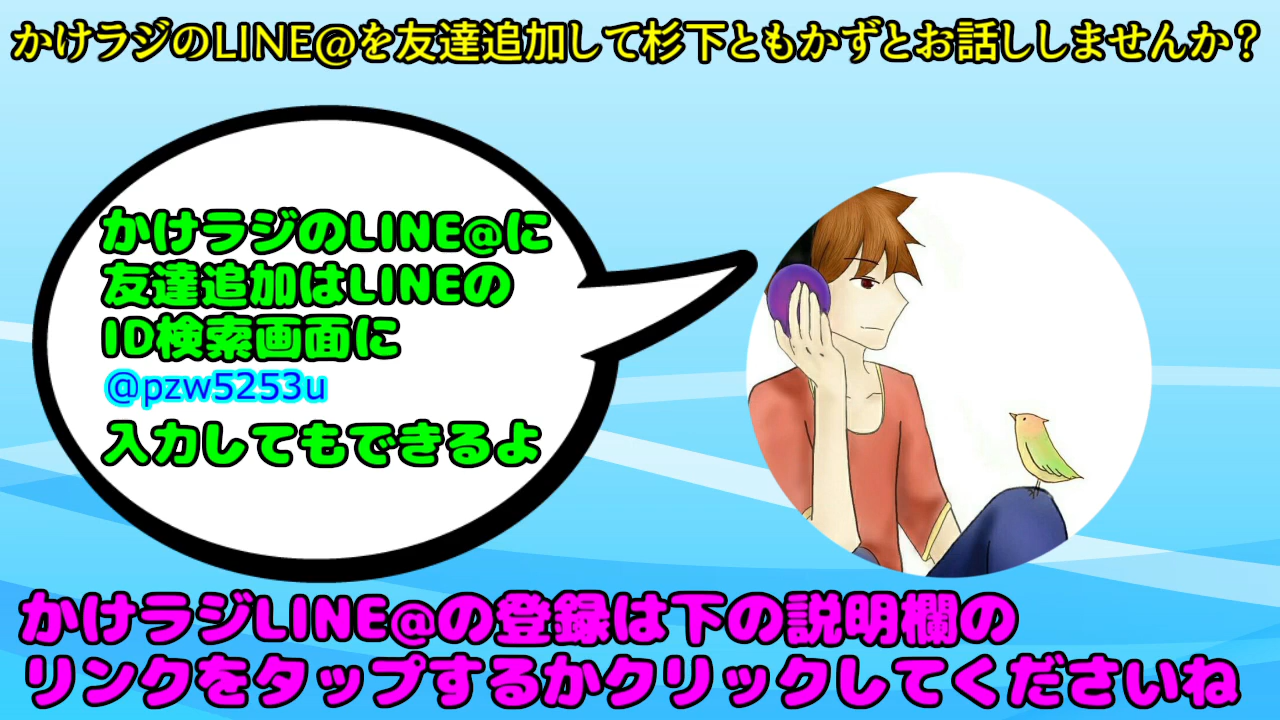 かけラジのLINE@を友達追加して杉下ともかずとお話ししませんか？
かけラジのLINE@に
友達追加はLINEの
ID検索画面に
@pzw5253u
入力してもできるよ
かけラジLINE@の登録は下の説明欄の
リンクをタップするかクリックしてくださいね